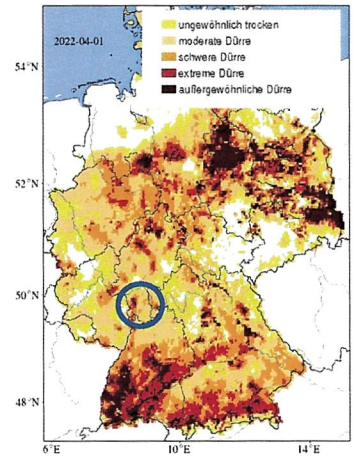 ungewöhnlich trocken
2022-04-01
moderate Dürre
schwere Dürre
extreme Dürre
außergewöhnliche Dürre
54°N
52°N
50°N
48°N
6°E
10°E
14°E